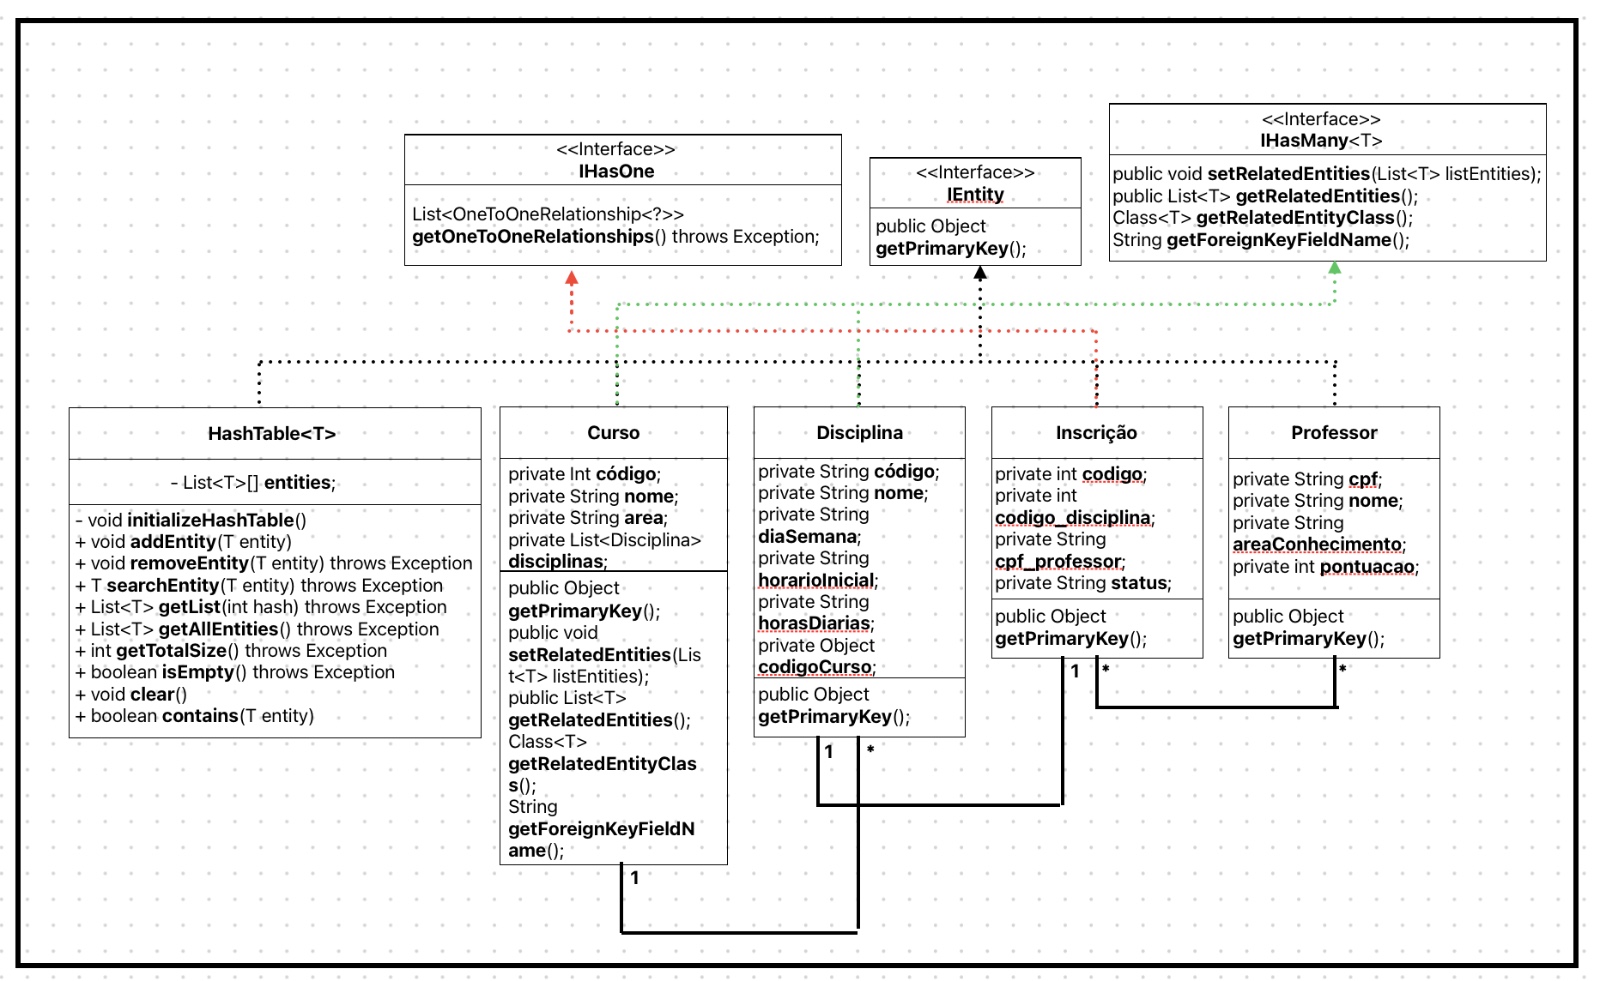 <<Interface>>
IHasOne
List<OneToOneRelationship<?>>
getOneToOneRelationships() throws Exception;
<<Interface>>
IEntity
public Object
getPrimaryKey();
<<Interface>>
IHasMany<T>
public void setRelatedEntities(List<T> listEntities);
public List<T> getRelatedEntities();
Class<T> getRelatedEntityClass();
String getForeignKeyFieldName();
HashTable<T>
- List<T>[] entities;
- void initializeHashTable()
+ void addEntity(T entity)
+ void removeEntity(T entity) throws Exception
+ T searchEntity(T entity) throws Exception
+ List<T> getList(int hash) throws Exception
+ List<T> getAllEntities() throws Exception
+ int getTotalSize() throws Exception
+ boolean isEmpty() throws Exception
+ void clear()
+ boolean contains(T entity)
Curso
private Int código;
private String nome;
private String area;
private List<Disciplina>
disciplinas;
public Object
getPrimaryKey();
public void
setRelatedEntities(Lis
t<T> listEntities);
public List<T>
getRelatedEntities();
Class<T>
getRelatedEntityClas
s();
String
getForeignKeyFieldN
ame();
1
Disciplina
private String código;
private String nome;
private String
diaSemana;
private String
horarioInicial;
private String
horasDiarias;
private Object
codigoCurso;
public Object
getPrimaryKey();
1
*
Inscrição
private int codigo;
private int
codigo_disciplina;
private String
cpf_professor;
private String status;
public Object
getPrimaryKey();
1
*
Professor
private String cpf;
private String nome;
private String
areaConhecimento;
private int pontuacao;
public Object
getPrimaryKey();
*